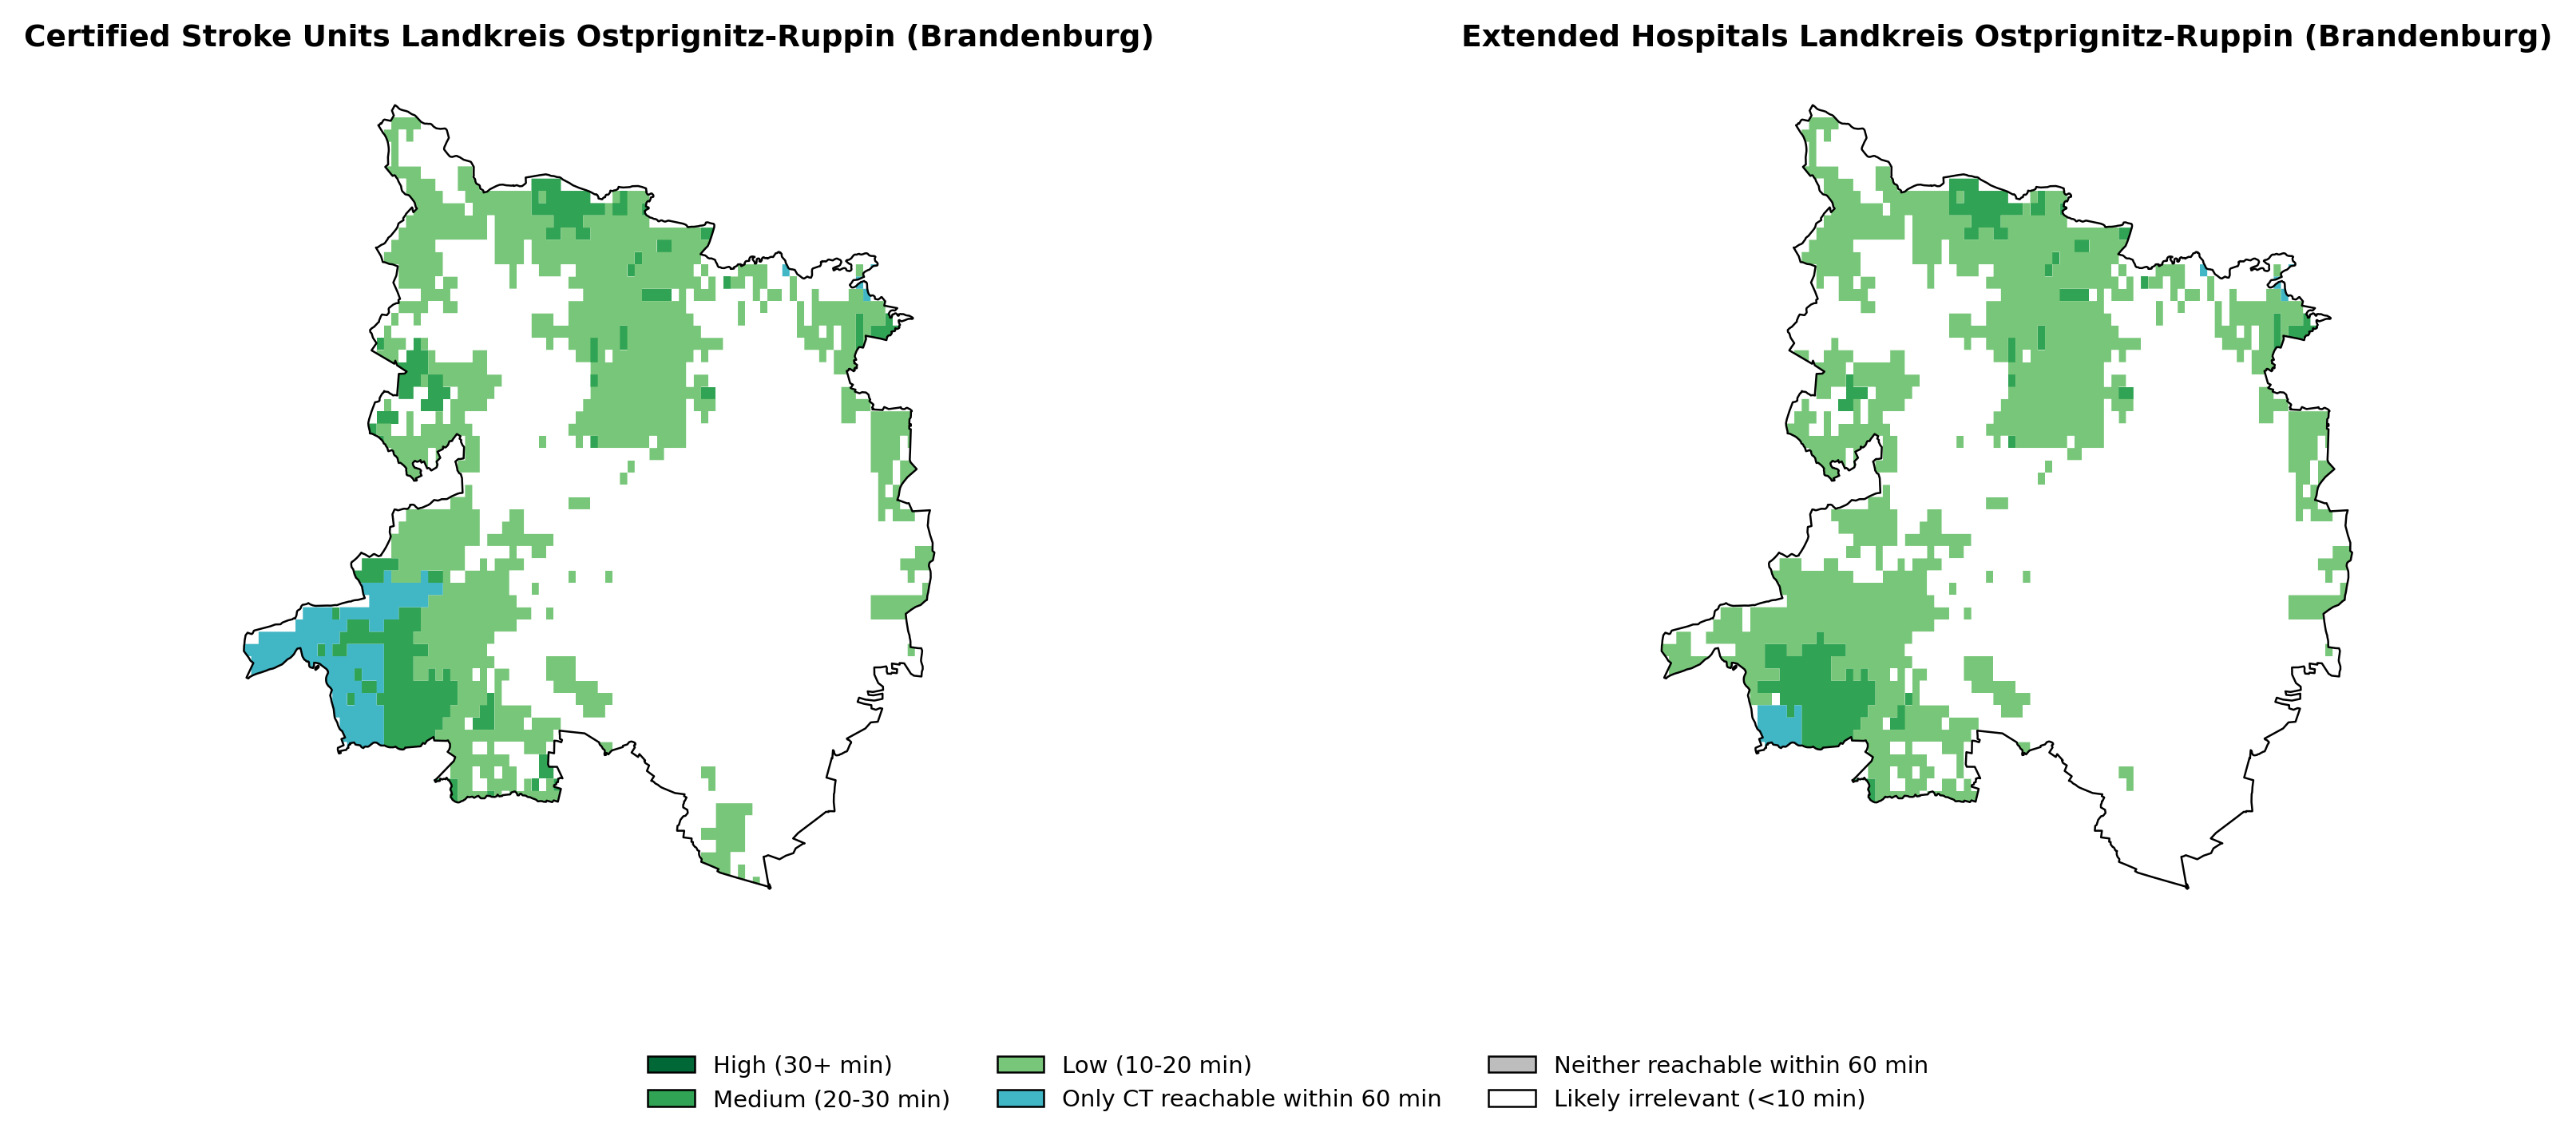 Certified Stroke Units Landkreis Ostprignitz-Ruppin (Brandenburg)
Extended Hospitals Landkreis Ostprignitz-Ruppin (Brandenburg)
High (30+ min)
Medium (20-30 min)
Low (10-20 min)
Only CT reachable within 60 min
Neither reachable within 60 min
Likely irrelevant (<10 min)